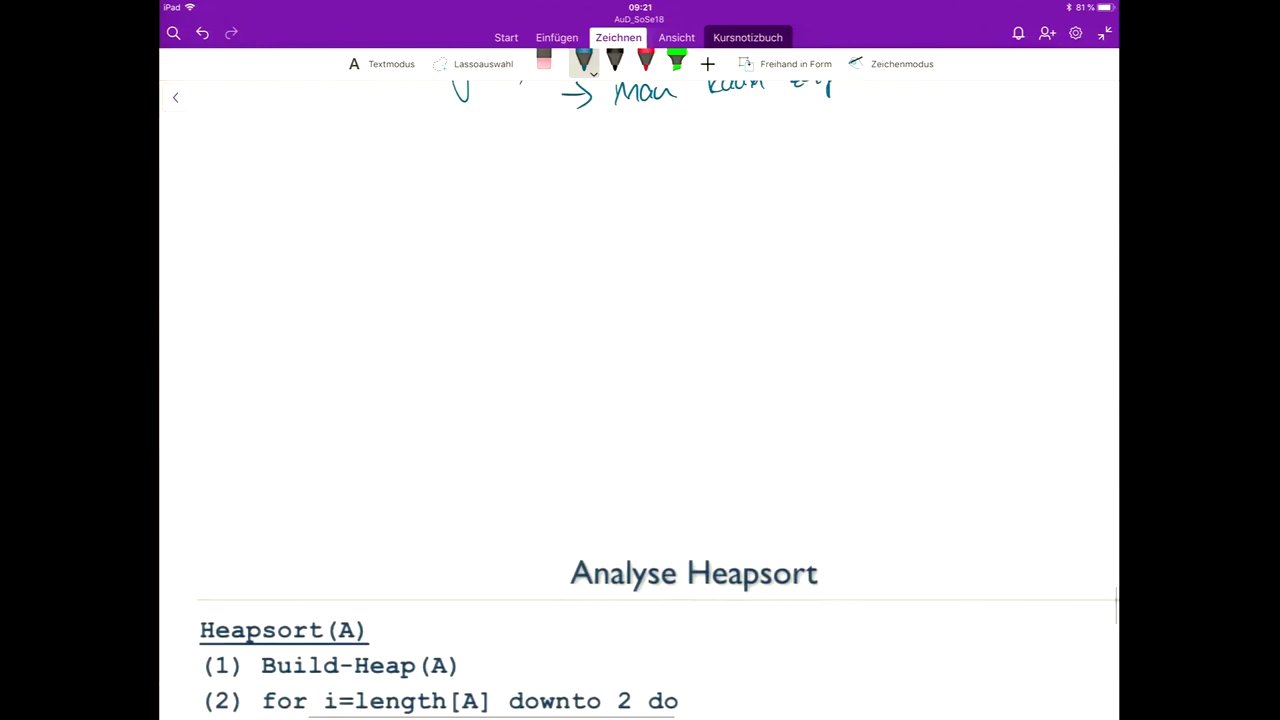 iPad 09:21 81 %
AuD_SoSe18
Start Einfügen Zeichnen Ansicht Kursnotizbuch
A Textmodus Lassoauswahl Freihand in Form Zeichenmodus
→ Man kann
Analyse Heapsort
Heapsort(A)
(1) Build-Heap(A)
(2) for i=length[A] downto 2 do